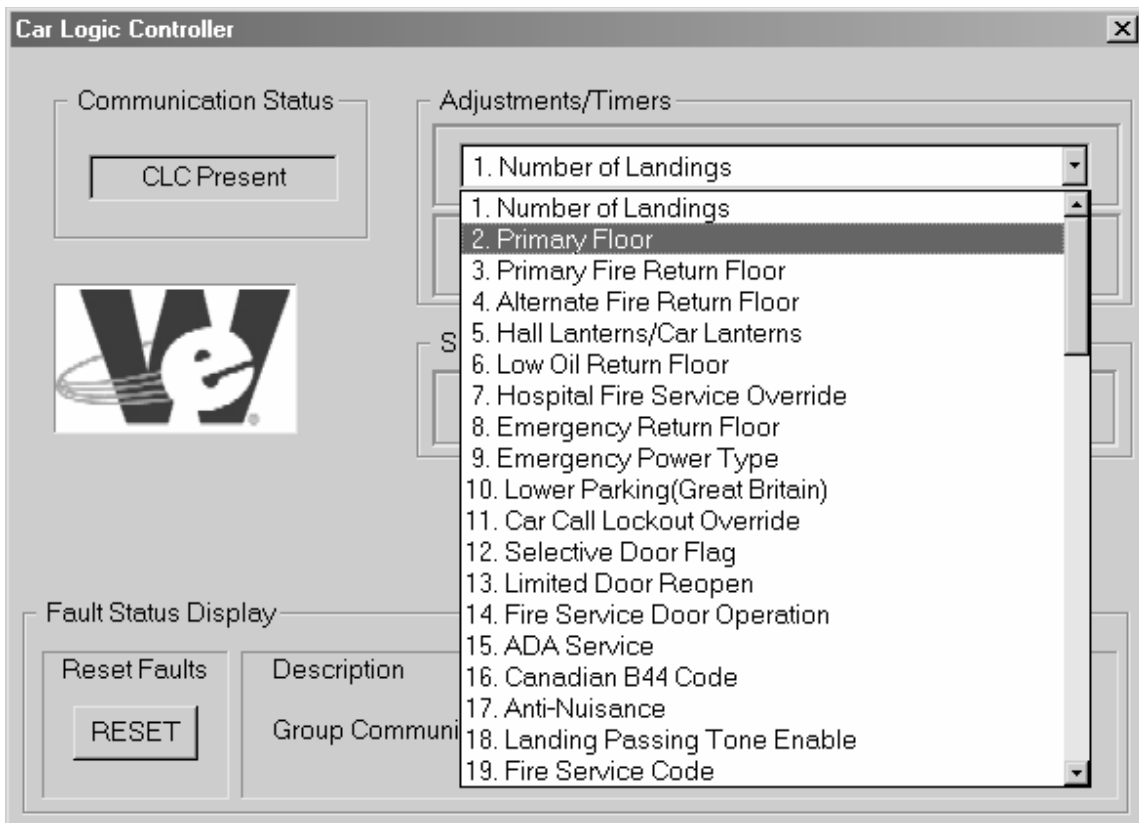 Car Logic Controller
Communication Status
CLC Present
Adjustments/Timers
1. Number of Landings
1. Number of Landings
2. Primary Floor
3. Primary Fire Return Floor
4. Alternate Fire Return Floor
5. Hall Lanterns/Car Lanterns
6. Low Oil Return Floor
7. Hospital Fire Service Override
8. Emergency Return Floor
9. Emergency Power Type
10. Lower Parking(Great Britain)
11. Car Call Lockout Override
12. Selective Door Flag
13. Limited Door Reopen
14. Fire Service Door Operation
15. ADA Service
16. Canadian B44 Code
17. Anti-Nuisance
18. Landing Passing Tone Enable
19. Fire Service Code
We
S
Fault Status Display
Reset Faults
RESET
Description
Group Communi